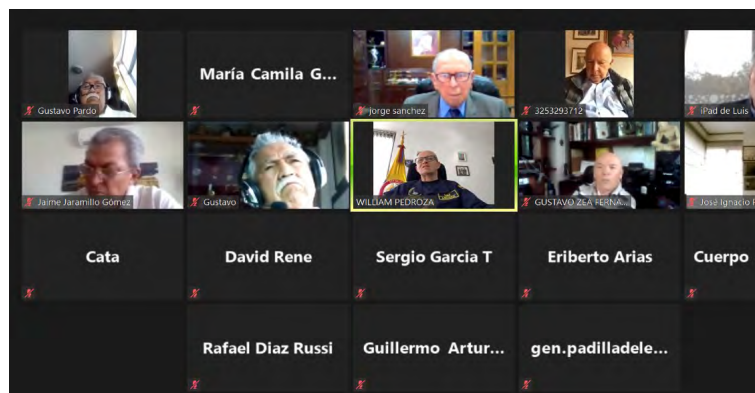 María Camila G...
Gustavo Pardo
Jorge sanchez
3253293712
iPad de Luis
Jaime Jaramillo Gómez
Gustavo
WILLIAM PEDROZA
GUSTAVO ZEA FERNA...
José Ignacio
Cata
David Rene
Sergio Garcia T
Eriberto Arias
Cuerpo
Rafael Diaz Russi
Guillermo Artur...
gen.padilladele...